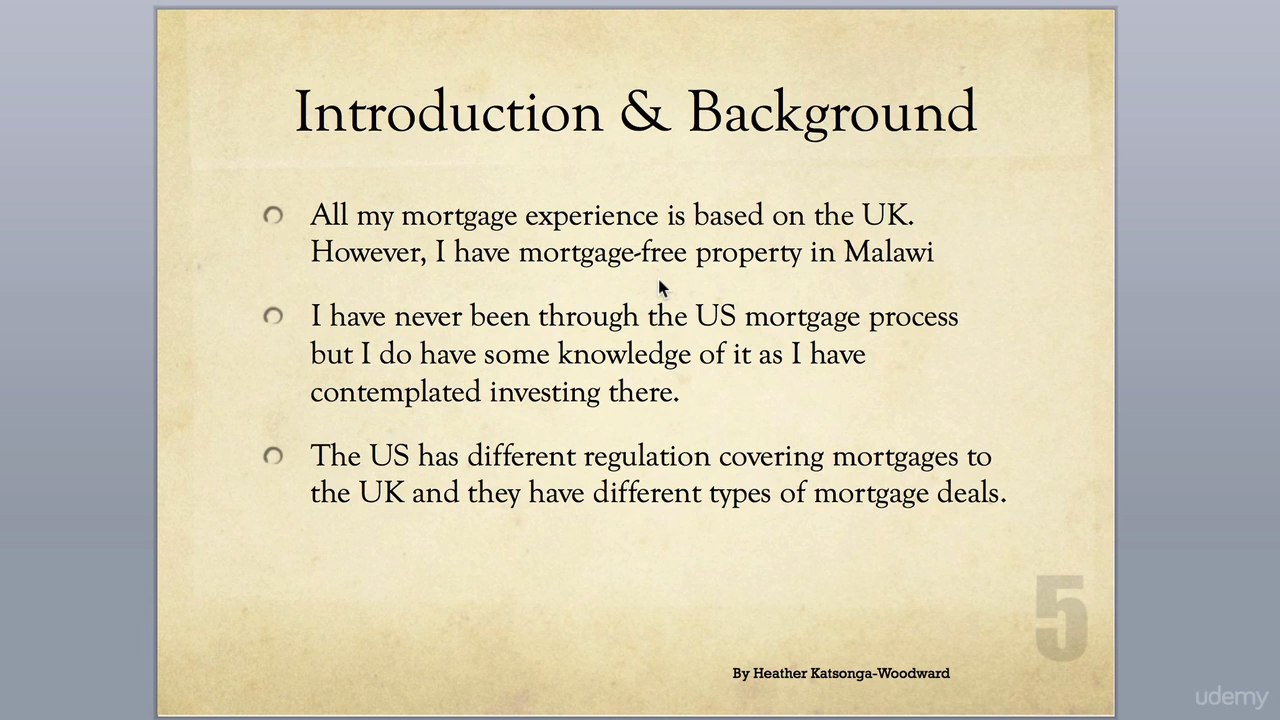 Introduction & Background
All my mortgage experience is based on the UK.
However, I have mortgage-free property in Malawi
I have never been through the US mortgage process
but I do have some knowledge of it as I have
contemplated investing there.
The US has different regulation covering mortgages to
the UK and they have different types of mortgage deals.
5
By Heather Katsonga-Woodward
udemy